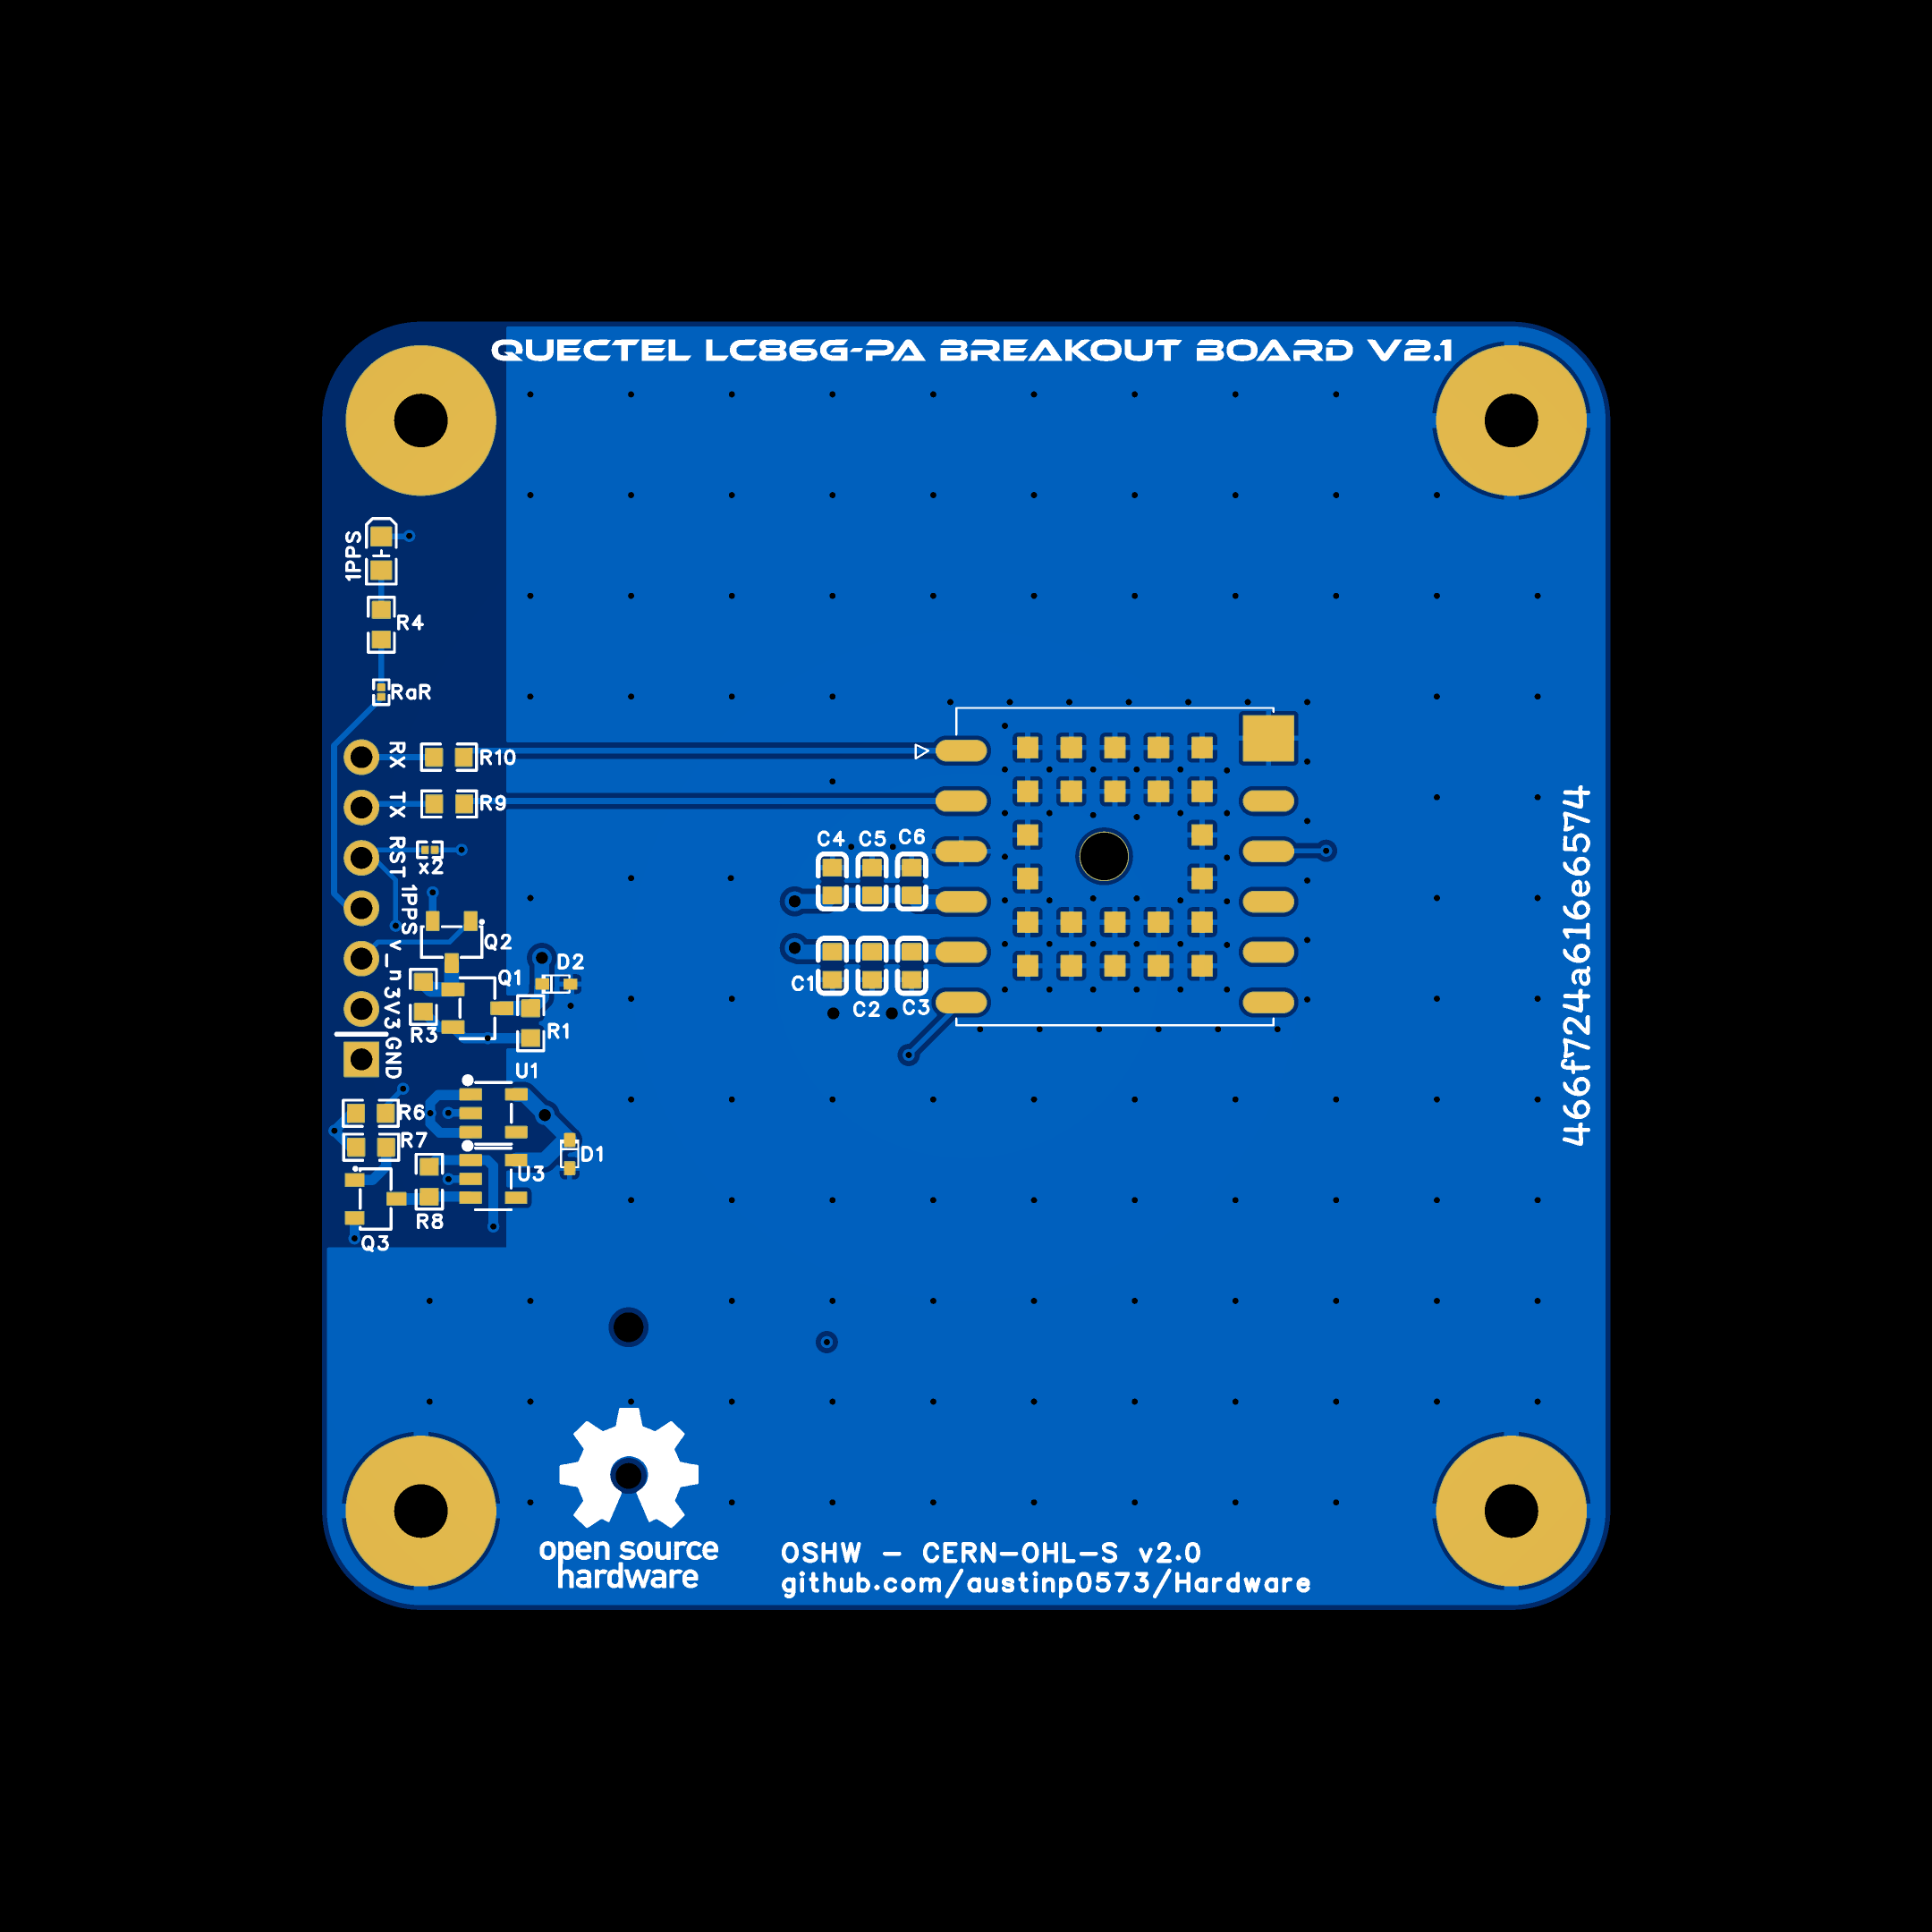 QUECTEL LC86G-PA BREAKOUT BOARD V2.1
1PPS
R4
RaR
RX
R10
TX
R9
RST
x2
C4
C5
C6
1PPS
Q2
v_n
D2
Q1
C1
C2
C3
3V3
R3
R1
GND
U1
R6
R7
D1
U3
R8
Q3
466f724a616e6574
open source
hardware
OSHW - CERN-OHL-S v2.0
github.com/austinp0573/Hardware